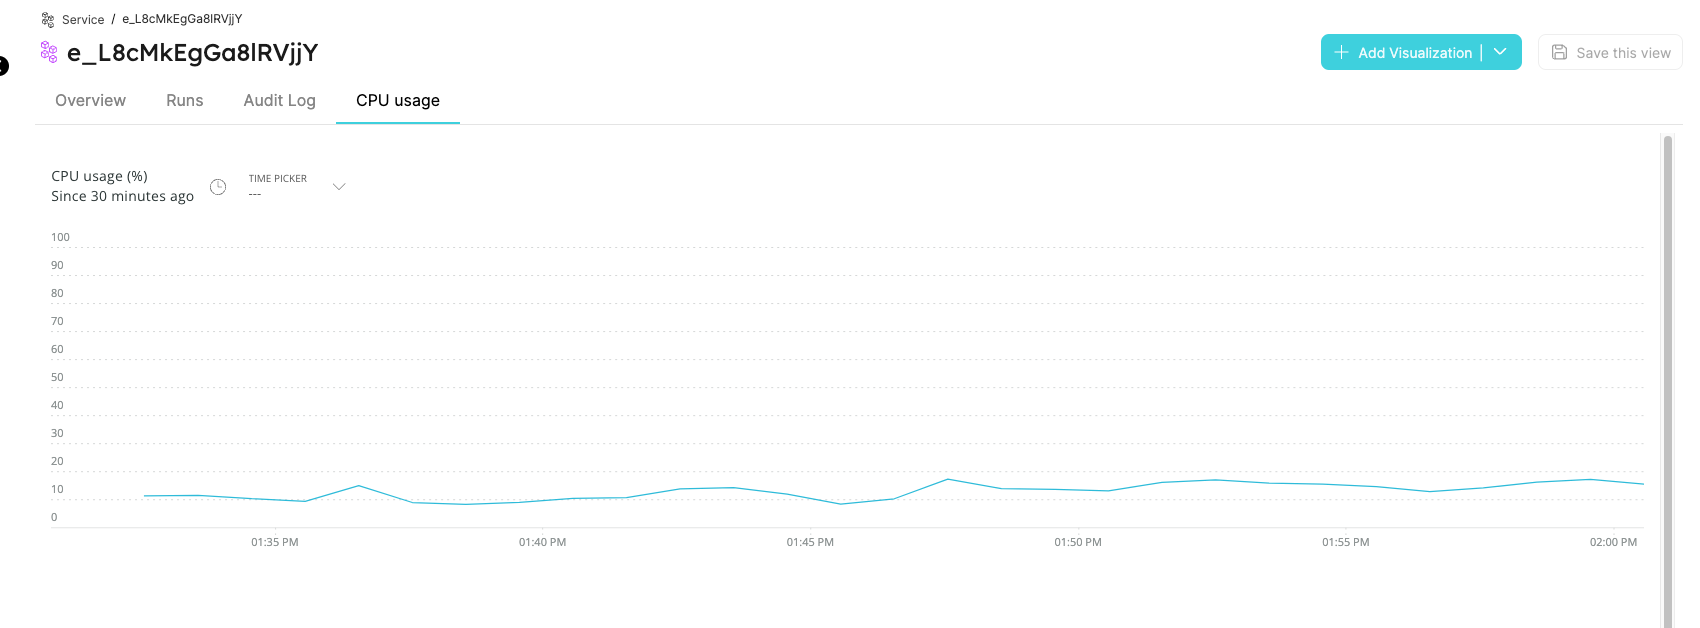 Service / e_L8cMkEgGa8lRVjjY
e_L8cMkEgGa8lRVjjY
Add Visualization |
Save this view
Overview
Runs
Audit Log
CPU usage
CPU usage (%)
Since 30 minutes ago
TIME PICKER
---
100
90
80
70
60
50
40
30
20
10
0
01:35 PM
01:40 PM
01:45 PM
01:50 PM
01:55 PM
02:00 PM